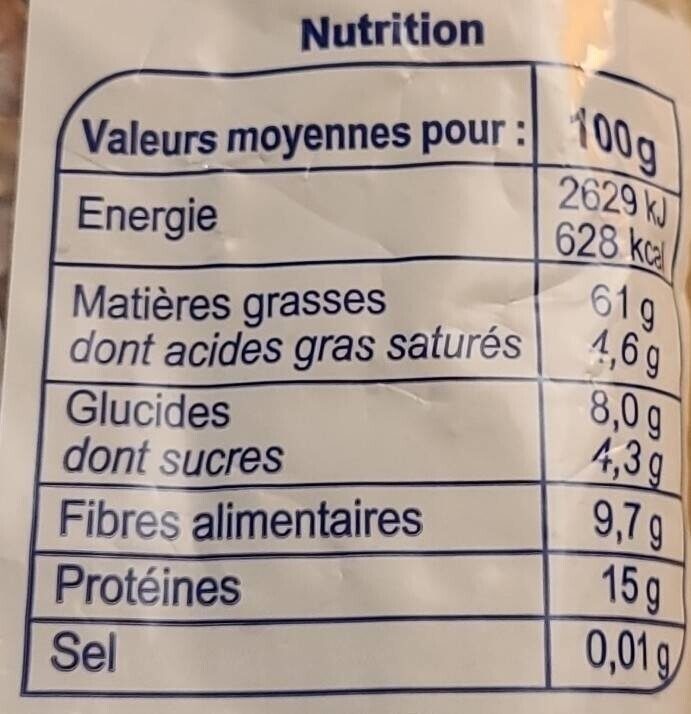 Nutrition
Valeurs moyennes pour : 100g
Energie 2629 kJ
628 kcal
Matières grasses 61 g
dont acides gras saturés 4,6 g
Glucides 8,0 g
dont sucres 4,3 g
Fibres alimentaires 9,7 g
Protéines 15 g
Sel 0,01 g